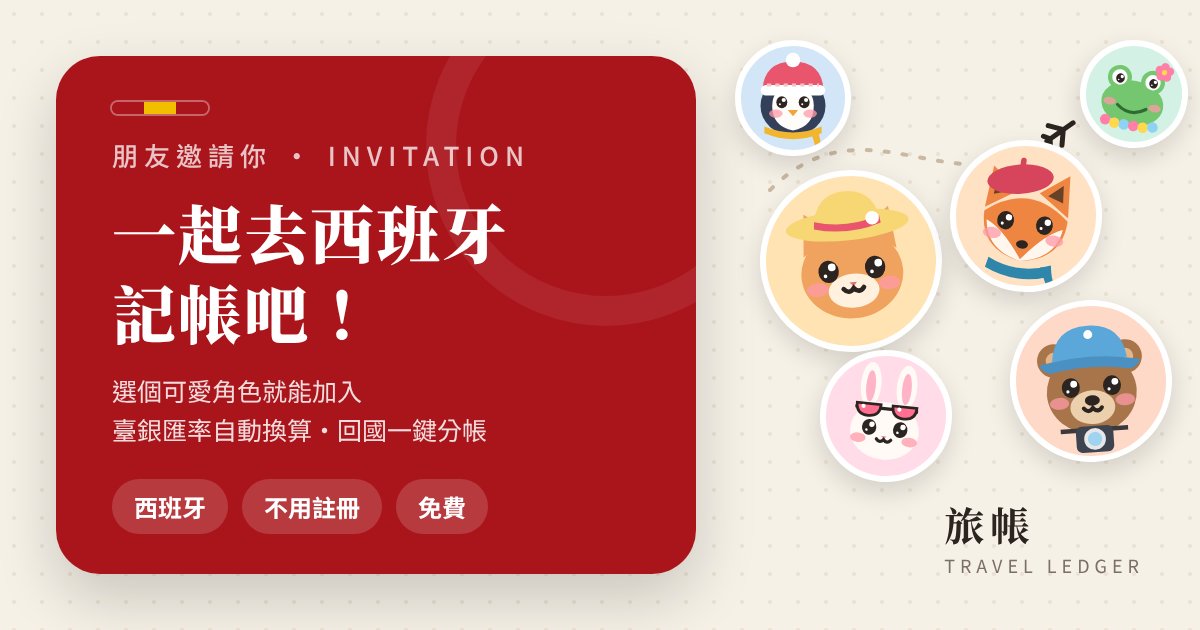 朋友邀請你 • INVITATION
一起去西班牙
記帳吧！
選個可愛角色就能加入
臺銀匯率自動換算・回國一鍵分帳
西班牙
不用註冊
免費
旅帳
TRAVEL LEDGER